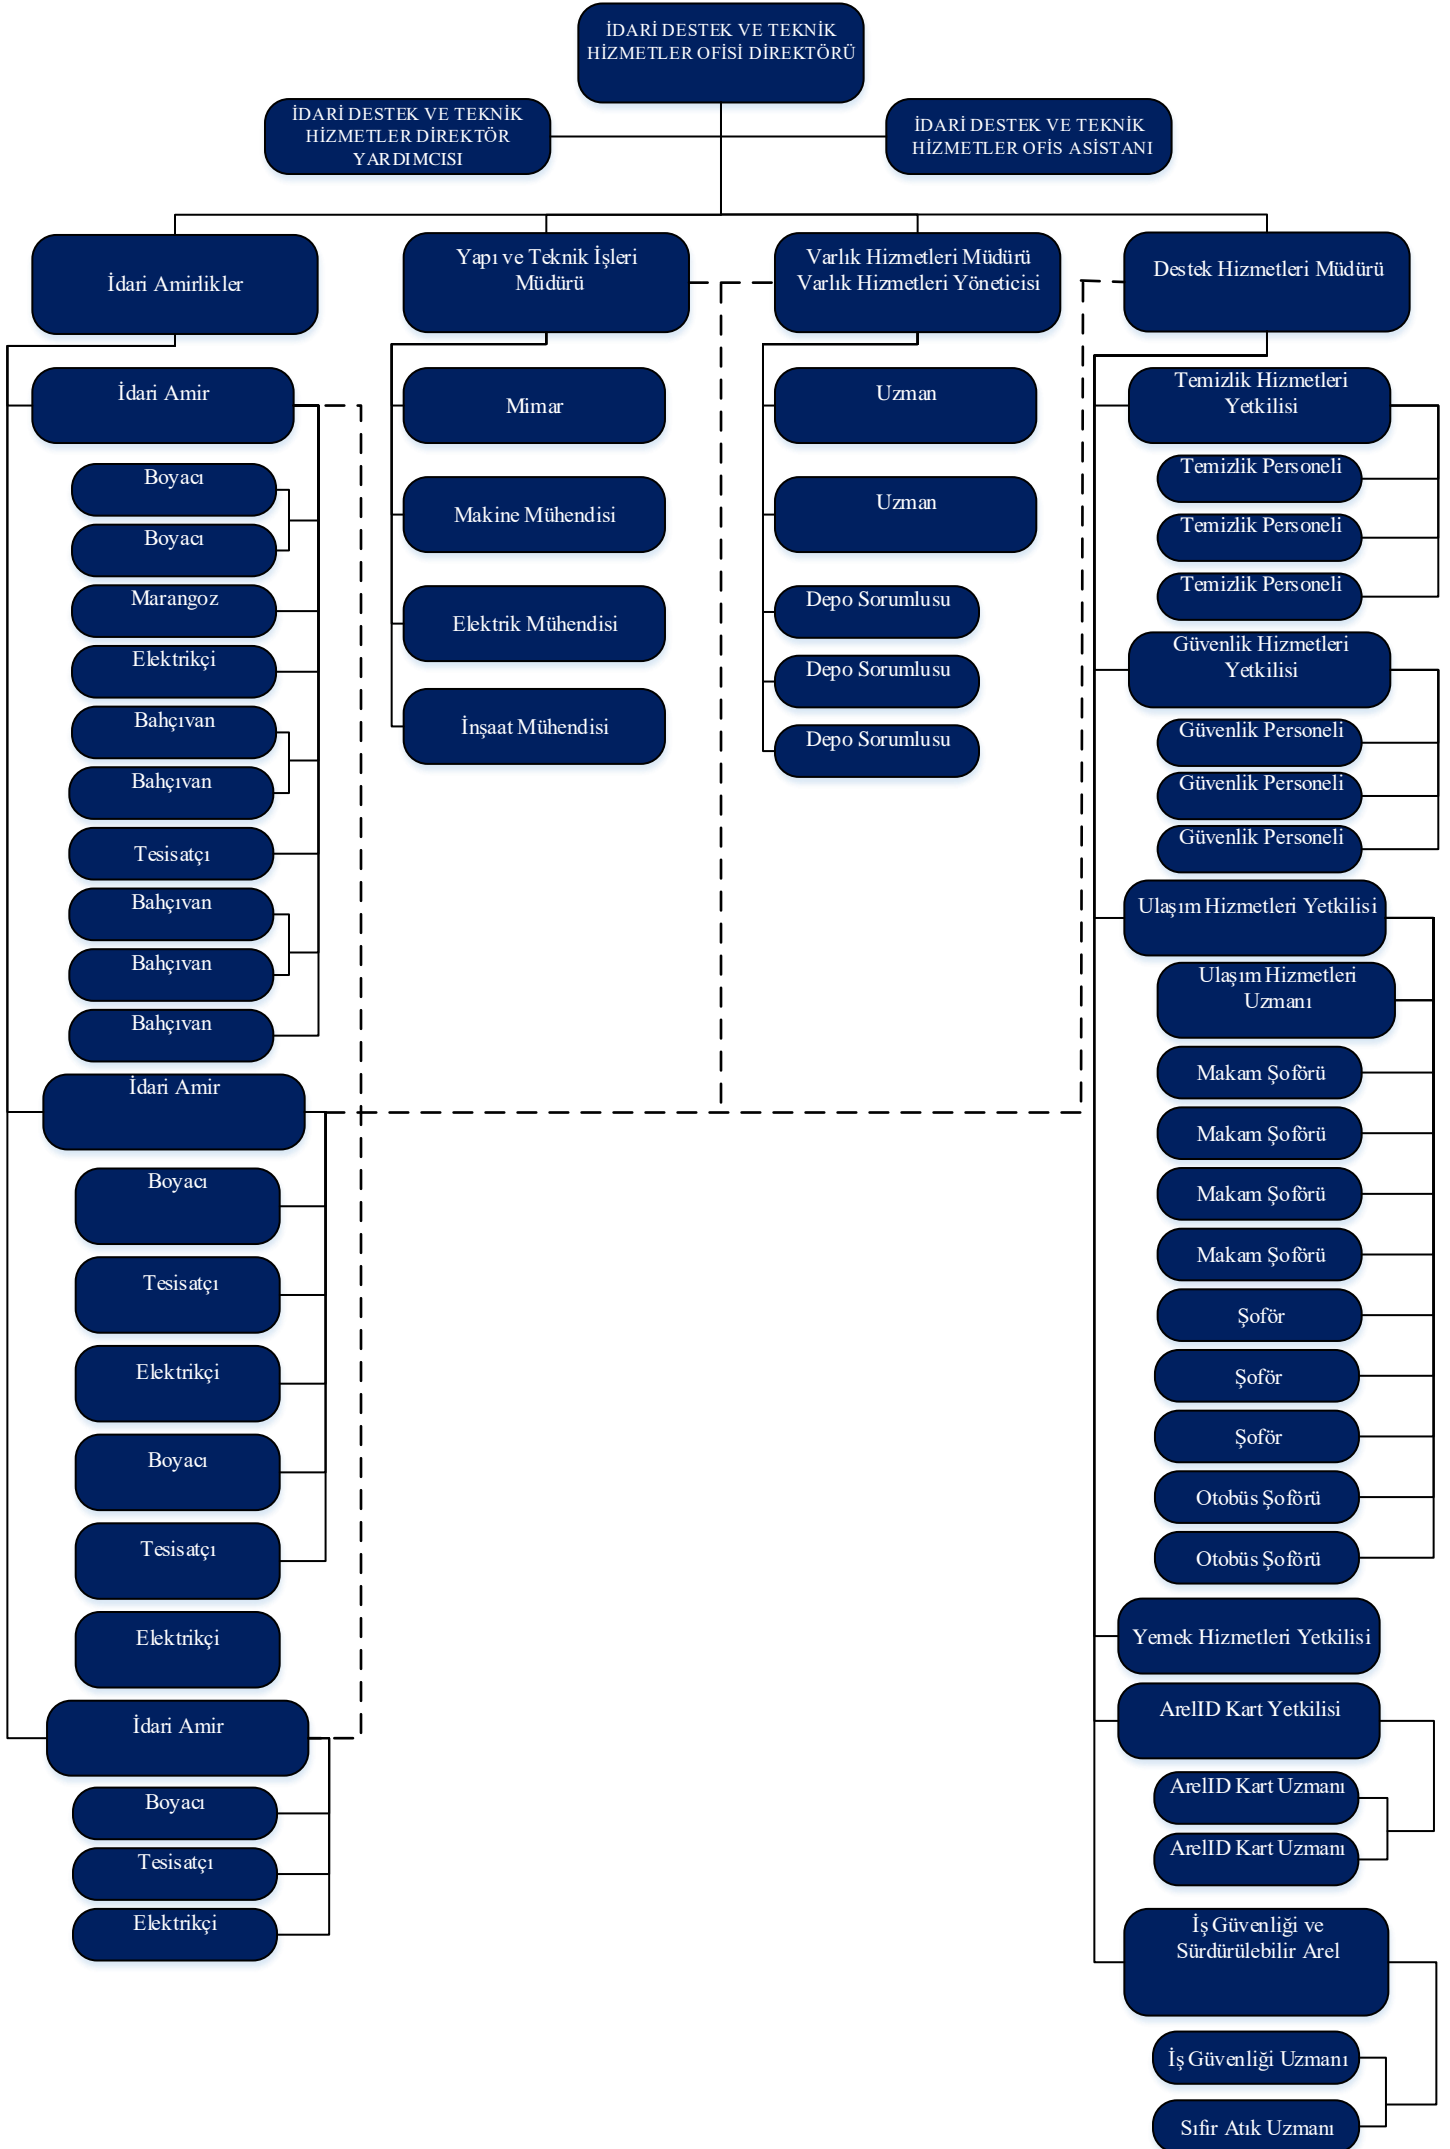 İDARİ DESTEK VE TEKNİK
HİZMETLER OFİSİ DİREKTÖRÜ
İDARİ DESTEK VE TEKNİK
HİZMETLER DİREKTÖR
YARDIMCISI
İDARİ DESTEK VE TEKNİK
HİZMETLER OFİS ASİSTANI
İdari Amirlikler
Yapı ve Teknik İşleri
Müdürü
Varlık Hizmetleri Müdürü
Varlık Hizmetleri Yöneticisi
Destek Hizmetleri Müdürü
İdari Amir
Boyacı
Boyacı
Marangoz
Elektrikçi
Bahçıvan
Bahçıvan
Tesisatçı
Bahçıvan
Bahçıvan
Bahçıvan
İdari Amir
Boyacı
Tesisatçı
Elektrikçi
Boyacı
Tesisatçı
Elektrikçi
İdari Amir
Boyacı
Tesisatçı
Elektrikçi
Mimar
Makine Mühendisi
Elektrik Mühendisi
İnşaat Mühendisi
Uzman
Uzman
Depo Sorumlusu
Depo Sorumlusu
Depo Sorumlusu
Temizlik Hizmetleri
Yetkilisi
Temizlik Personeli
Temizlik Personeli
Temizlik Personeli
Güvenlik Hizmetleri
Yetkilisi
Güvenlik Personeli
Güvenlik Personeli
Güvenlik Personeli
Ulaşım Hizmetleri Yetkilisi
Ulaşım Hizmetleri
Uzmanı
Makam Şoförü
Makam Şoförü
Makam Şoförü
Makam Şoförü
Şoför
Şoför
Şoför
Otobüs Şoförü
Otobüs Şoförü
Yemek Hizmetleri Yetkilisi
ArelID Kart Yetkilisi
ArelID Kart Uzmanı
ArelID Kart Uzmanı
İş Güvenliği ve
Sürdürülebilir Arel
İş Güvenliği Uzmanı
Sıfır Atık Uzmanı